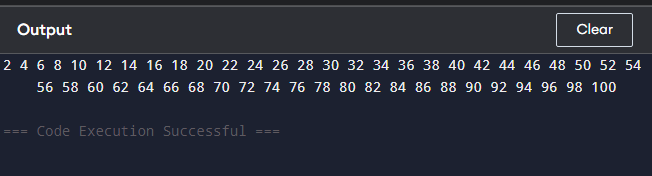 Output
Clear
2 4 6 8 10 12 14 16 18 20 22 24 26 28 30 32 34 36 38 40 42 44 46 48 50 52 54
56 58 60 62 64 66 68 70 72 74 76 78 80 82 84 86 88 90 92 94 96 98 100
=== Code Execution Successful ===